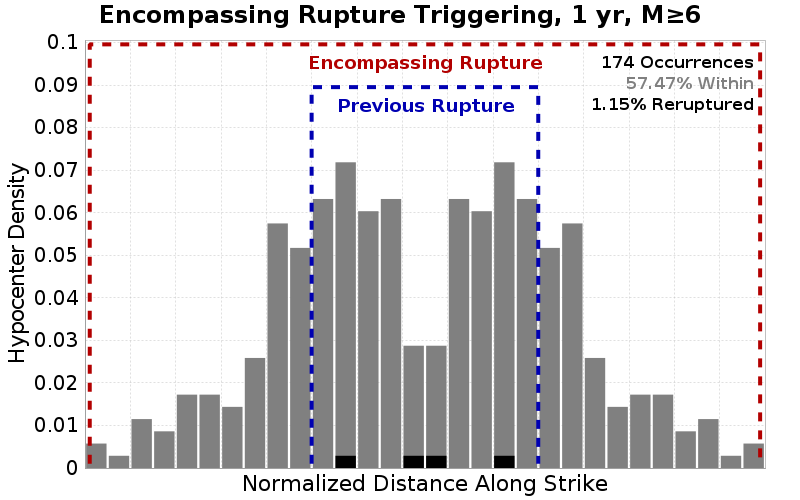 Encompassing Rupture Triggering, 1 yr, M≥6
0.1
0.09
0.08
0.07
0.06
0.05
0.04
0.03
0.02
0.01
0
Hypocenter Density
Encompassing Rupture
Previous Rupture
174 Occurrences
57.47% Within
1.15% Reruptured
Normalized Distance Along Strike